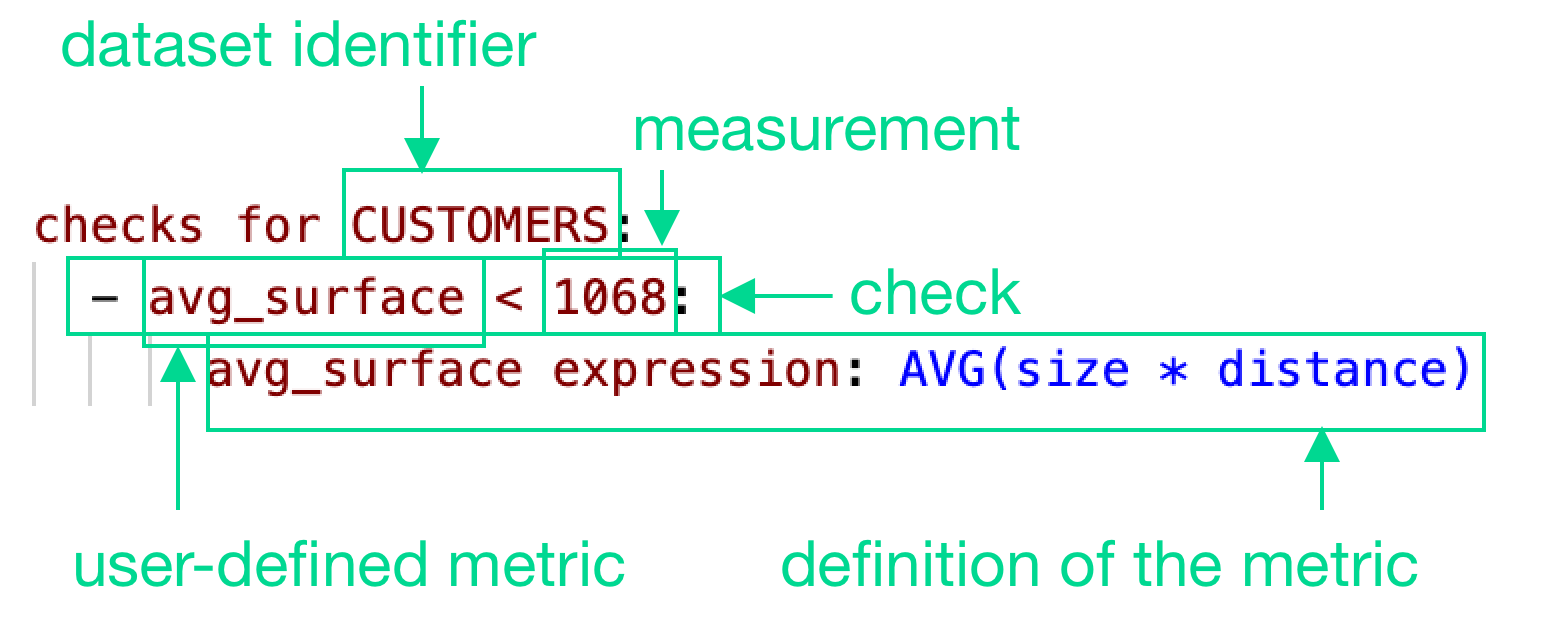 dataset identifier
measurement
checks for CUSTOMERS:
- avg_surface < 1068:
check
avg_surface expression: AVG(size * distance)
user-defined metric
definition of the metric